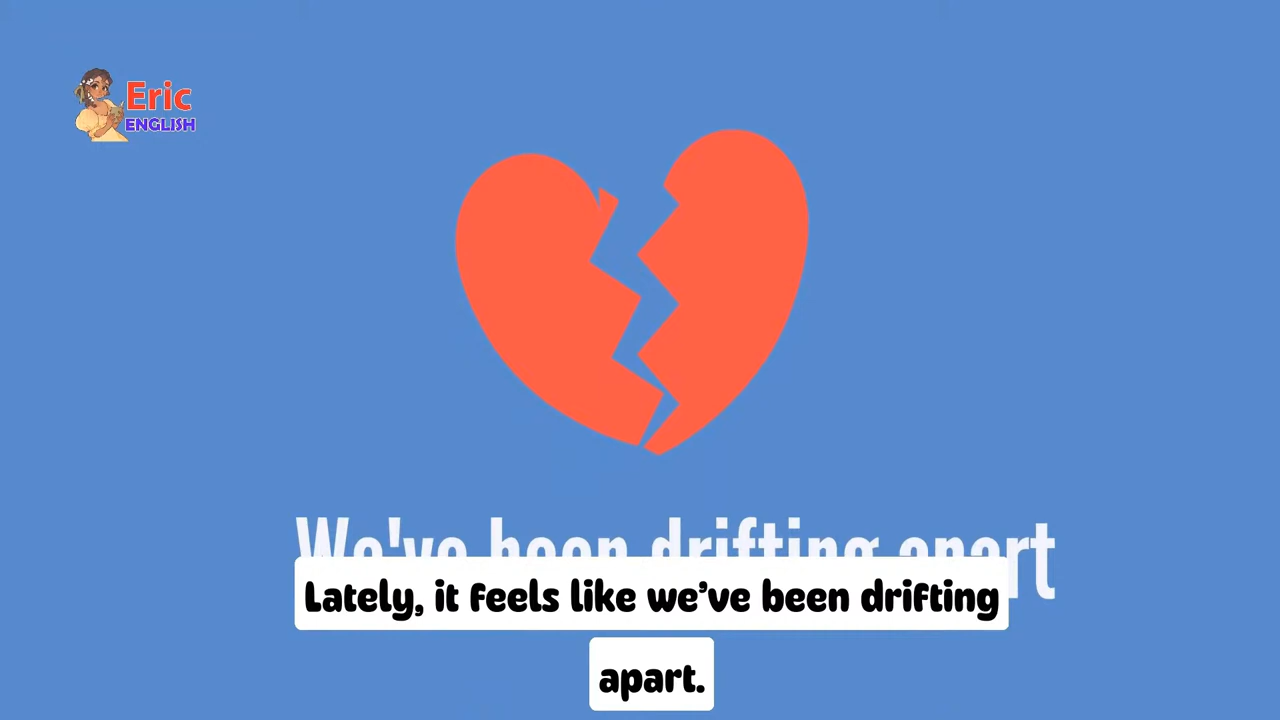 Eric
ENGLISH
We've been drifting apart
Lately, it feels like we’ve been drifting
apart.